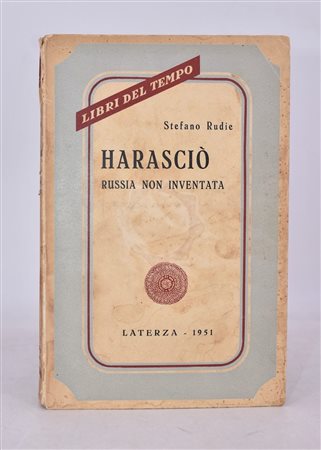 LIBRI DEL TEMPO
Stefano Rudie
HARASCIÒ
RUSSIA NON INVENTATA
LATERZA - 1951